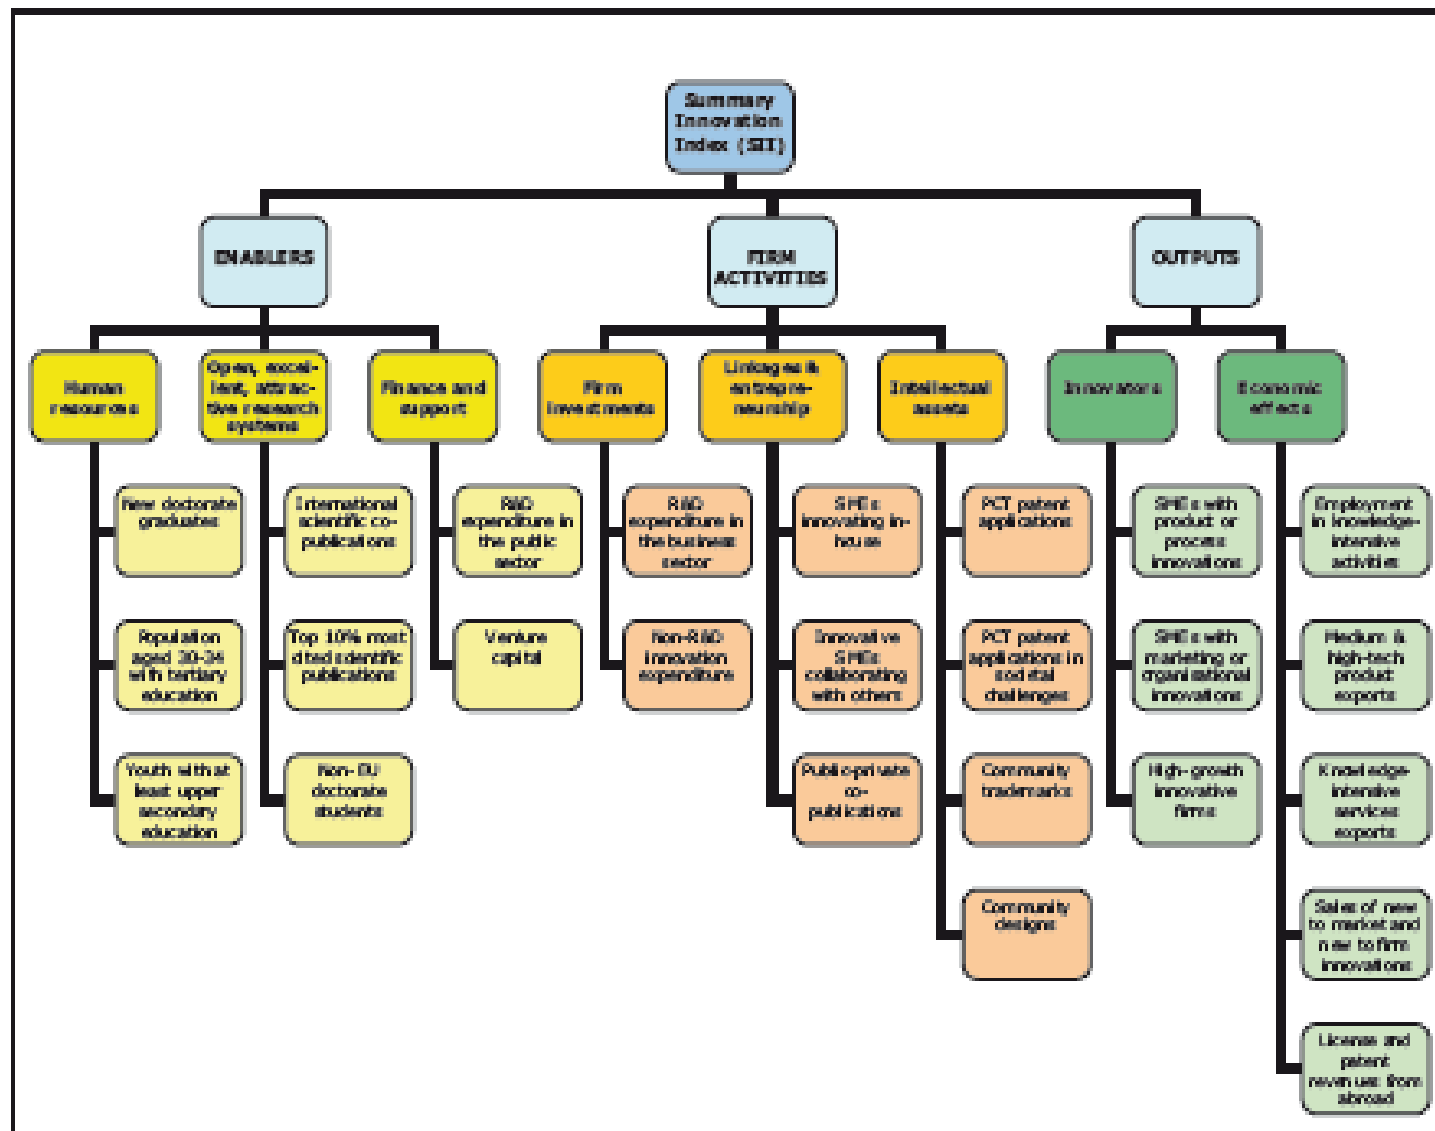 Summary
Innovation
Index (SII)
ENABLERS
FIRM
ACTIVITIES
OUTPUTS
Human
resources
Open, excel-
lent, attrac-
tive research
systems
Finance and
support
Firm
investments
Linkages &
entrepre-
neurship
Intellectual
assets
Innovators
Economic
effects
New doctorate
graduates
International
scientific co-
publications
R&D
expenditure in
the public
sector
R&D
expenditure in
the business
sector
SMEs
innovating in-
house
PCT patent
applications
SMEs with
product or
process
innovations
Employment
in knowledge-
intensive
activities
Population
aged 30-34
with tertiary
education
Top 10% most
cited scientific
publications
Venture
capital
Non-R&D
innovation
expenditure
Innovative
SMEs
collaborating
with others
PCT patent
applications in
societal
challenges
SMEs with
marketing or
organisational
innovations
Medium &
high-tech
product
exports
Youth with at
least upper
secondary
education
Non-EU
doctorate
students
Public-private
co-
publications
Community
trademarks
High-growth
innovative
firms
Knowledge-
intensive
services
exports
Community
designs
Sales of new
to market and
new to firm
innovations
License and
patent
revenues from
abroad